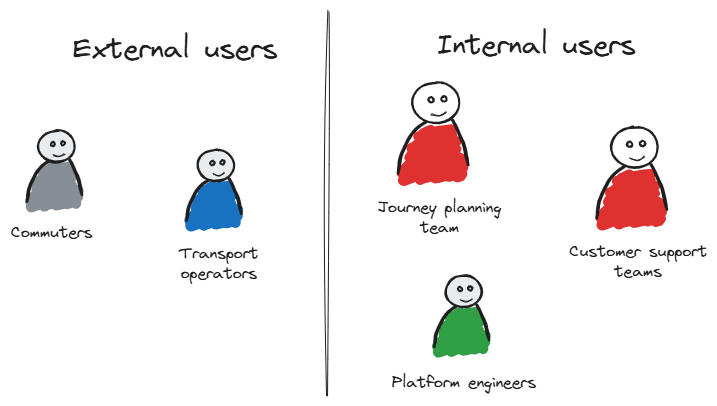 External users
Commuters
Transport
operators
Internal users
Journey planning
team
Customer support
teams
Platform engineers